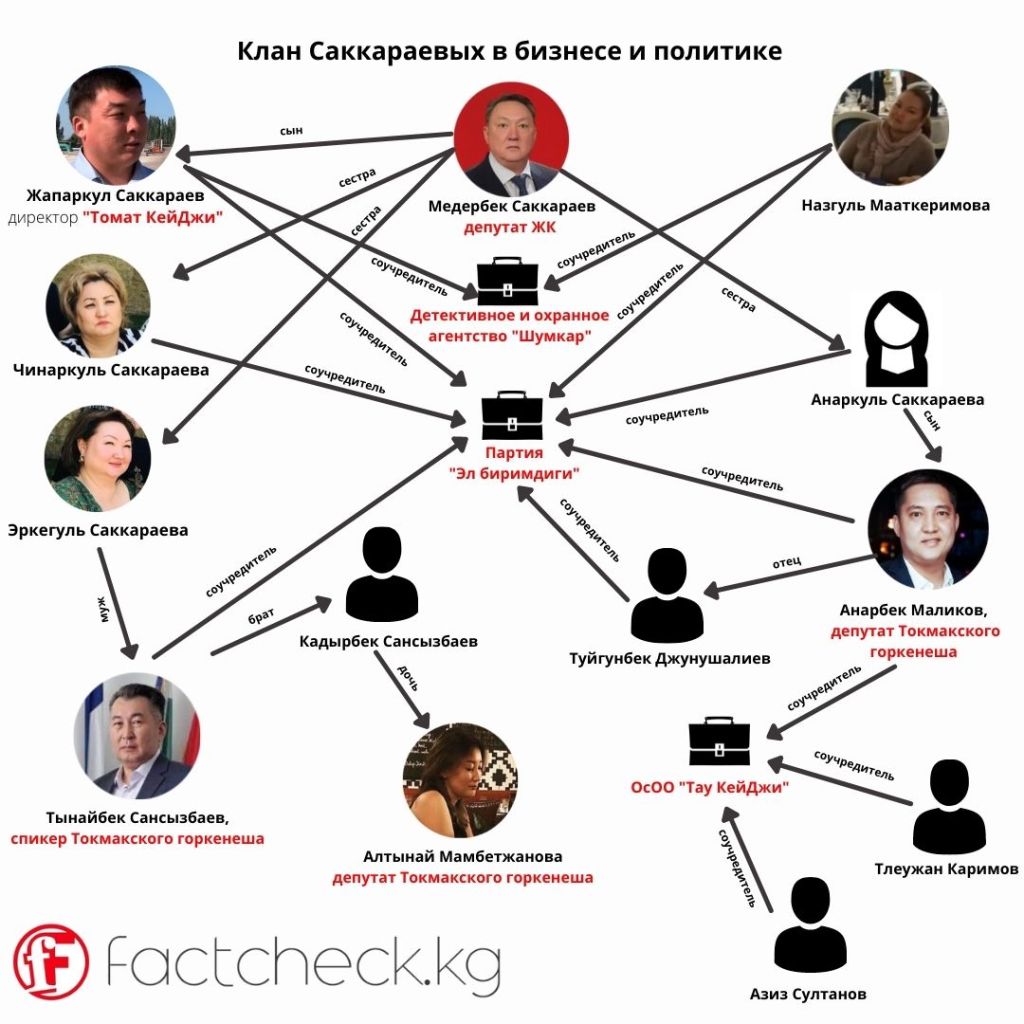 Клан Саккараевых в бизнесе и политике
сын
сестра
сестра
Жапаркул Саккараев
директор "Томат КейДжи"
Медербек Саккараев
депутат ЖК
Назгуль Мааткеримова
соучредитель
соучредитель
соучредитель
сестра
Детективное и охранное
агентство "Шумкар"
соучредитель
Чинаркуль Саккараева
соучредитель
Анаркуль Саккараева
соучредитель
сын
Партия
"Эл биримдиги"
соучредитель
Эркегуль Саккараева
соучредитель
соучредитель
отец
муж
брат
Кадырбек Сансызбаев
Туйгунбек Джунушалиев
Анарбек Маликов,
депутат Токмакского
горкенеша
дочь
соучредитель
соучредитель
ОсОО "Тау КейДжи"
Тынайбек Сансызбаев,
спикер Токмакского горкенеша
Алтынай Мамбетжанова
депутат Токмакского горкенеша
соучредитель
Тлеужан Каримов
Азиз Султанов
fF factcheck.kg